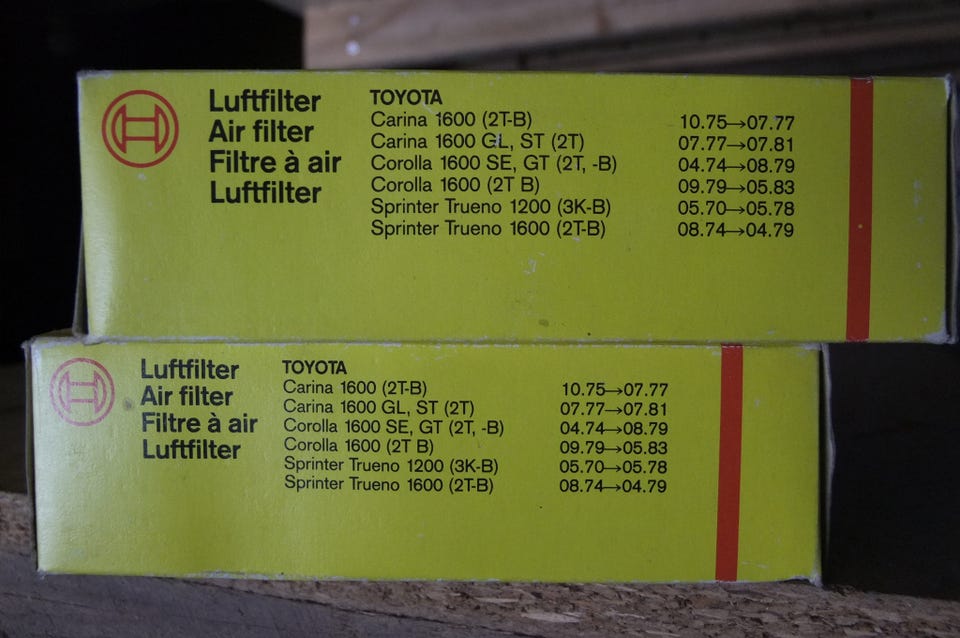 Luftfilter
Air filter
Filtre à air
Luftfilter
TOYOTA
Carina 1600 (2T-B) 10.75→07.77
Carina 1600 GL, ST (2T) 07.77→07.81
Corolla 1600 SE, GT (2T, -B) 04.74→08.79
Corolla 1600 (2T B) 09.79→05.83
Sprinter Trueno 1200 (3K-B) 05.70→05.78
Sprinter Trueno 1600 (2T-B) 08.74→04.79
Luftfilter
Air filter
Filtre à air
Luftfilter
TOYOTA
Carina 1600 (2T-B) 10.75→07.77
Carina 1600 GL, ST (2T) 07.77→07.81
Corolla 1600 SE, GT (2T, -B) 04.74→08.79
Corolla 1600 (2T B) 09.79→05.83
Sprinter Trueno 1200 (3K-B) 05.70→05.78
Sprinter Trueno 1600 (2T-B) 08.74→04.79